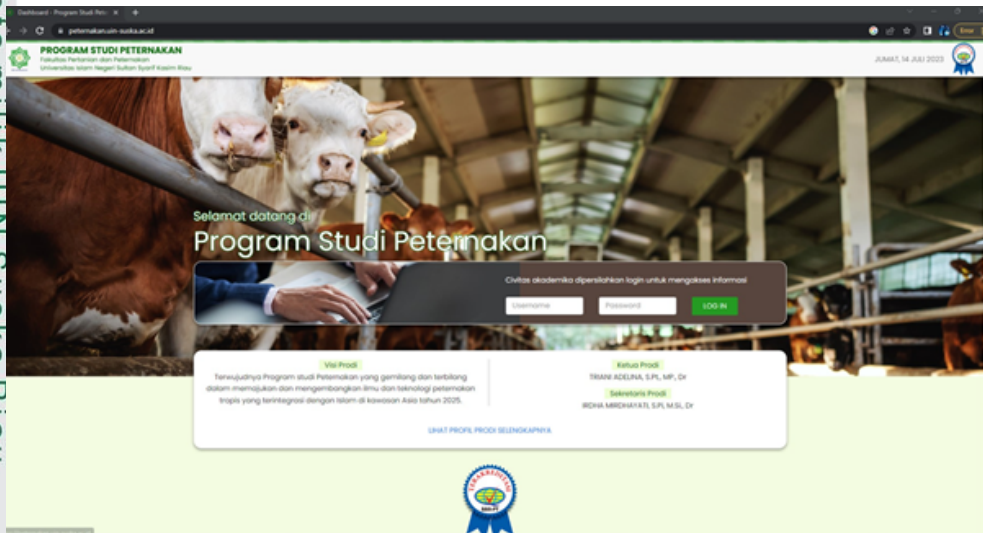 Dashboard - Program Studi Pete
peternakan.uin-suska.ac.id
Error
PROGRAM STUDI PETERNAKAN
Fakultas Pertanian dan Peternakan
Universitas Islam Negeri Sultan Syarif Kasim Riau
JUMAT, 14 JULI 2023
Selamat datang di
Program Studi Peternakan
Civitas akademika dipersilahkan login untuk mengakses informasi
Username
Password
LOG IN
Visi Prodi
Terwujudnya Program studi Peternakan yang gemilang dan terbilang
dalam memajukan dan mengembangkan ilmu dan teknologi peternakan
tropis yang terintegrasi dengan Islam di kawasan Asia tahun 2025.
Ketua Prodi
TRIANI ADELINA, S.Pt., MP., Dr
Sekretaris Prodi
IRDHA MIRDHAYATI, S.Pi, M.Si., Dr
LIHAT PROFIL PRODI SELENGKAPNYA
TERAKREDITASI
BAN-PT